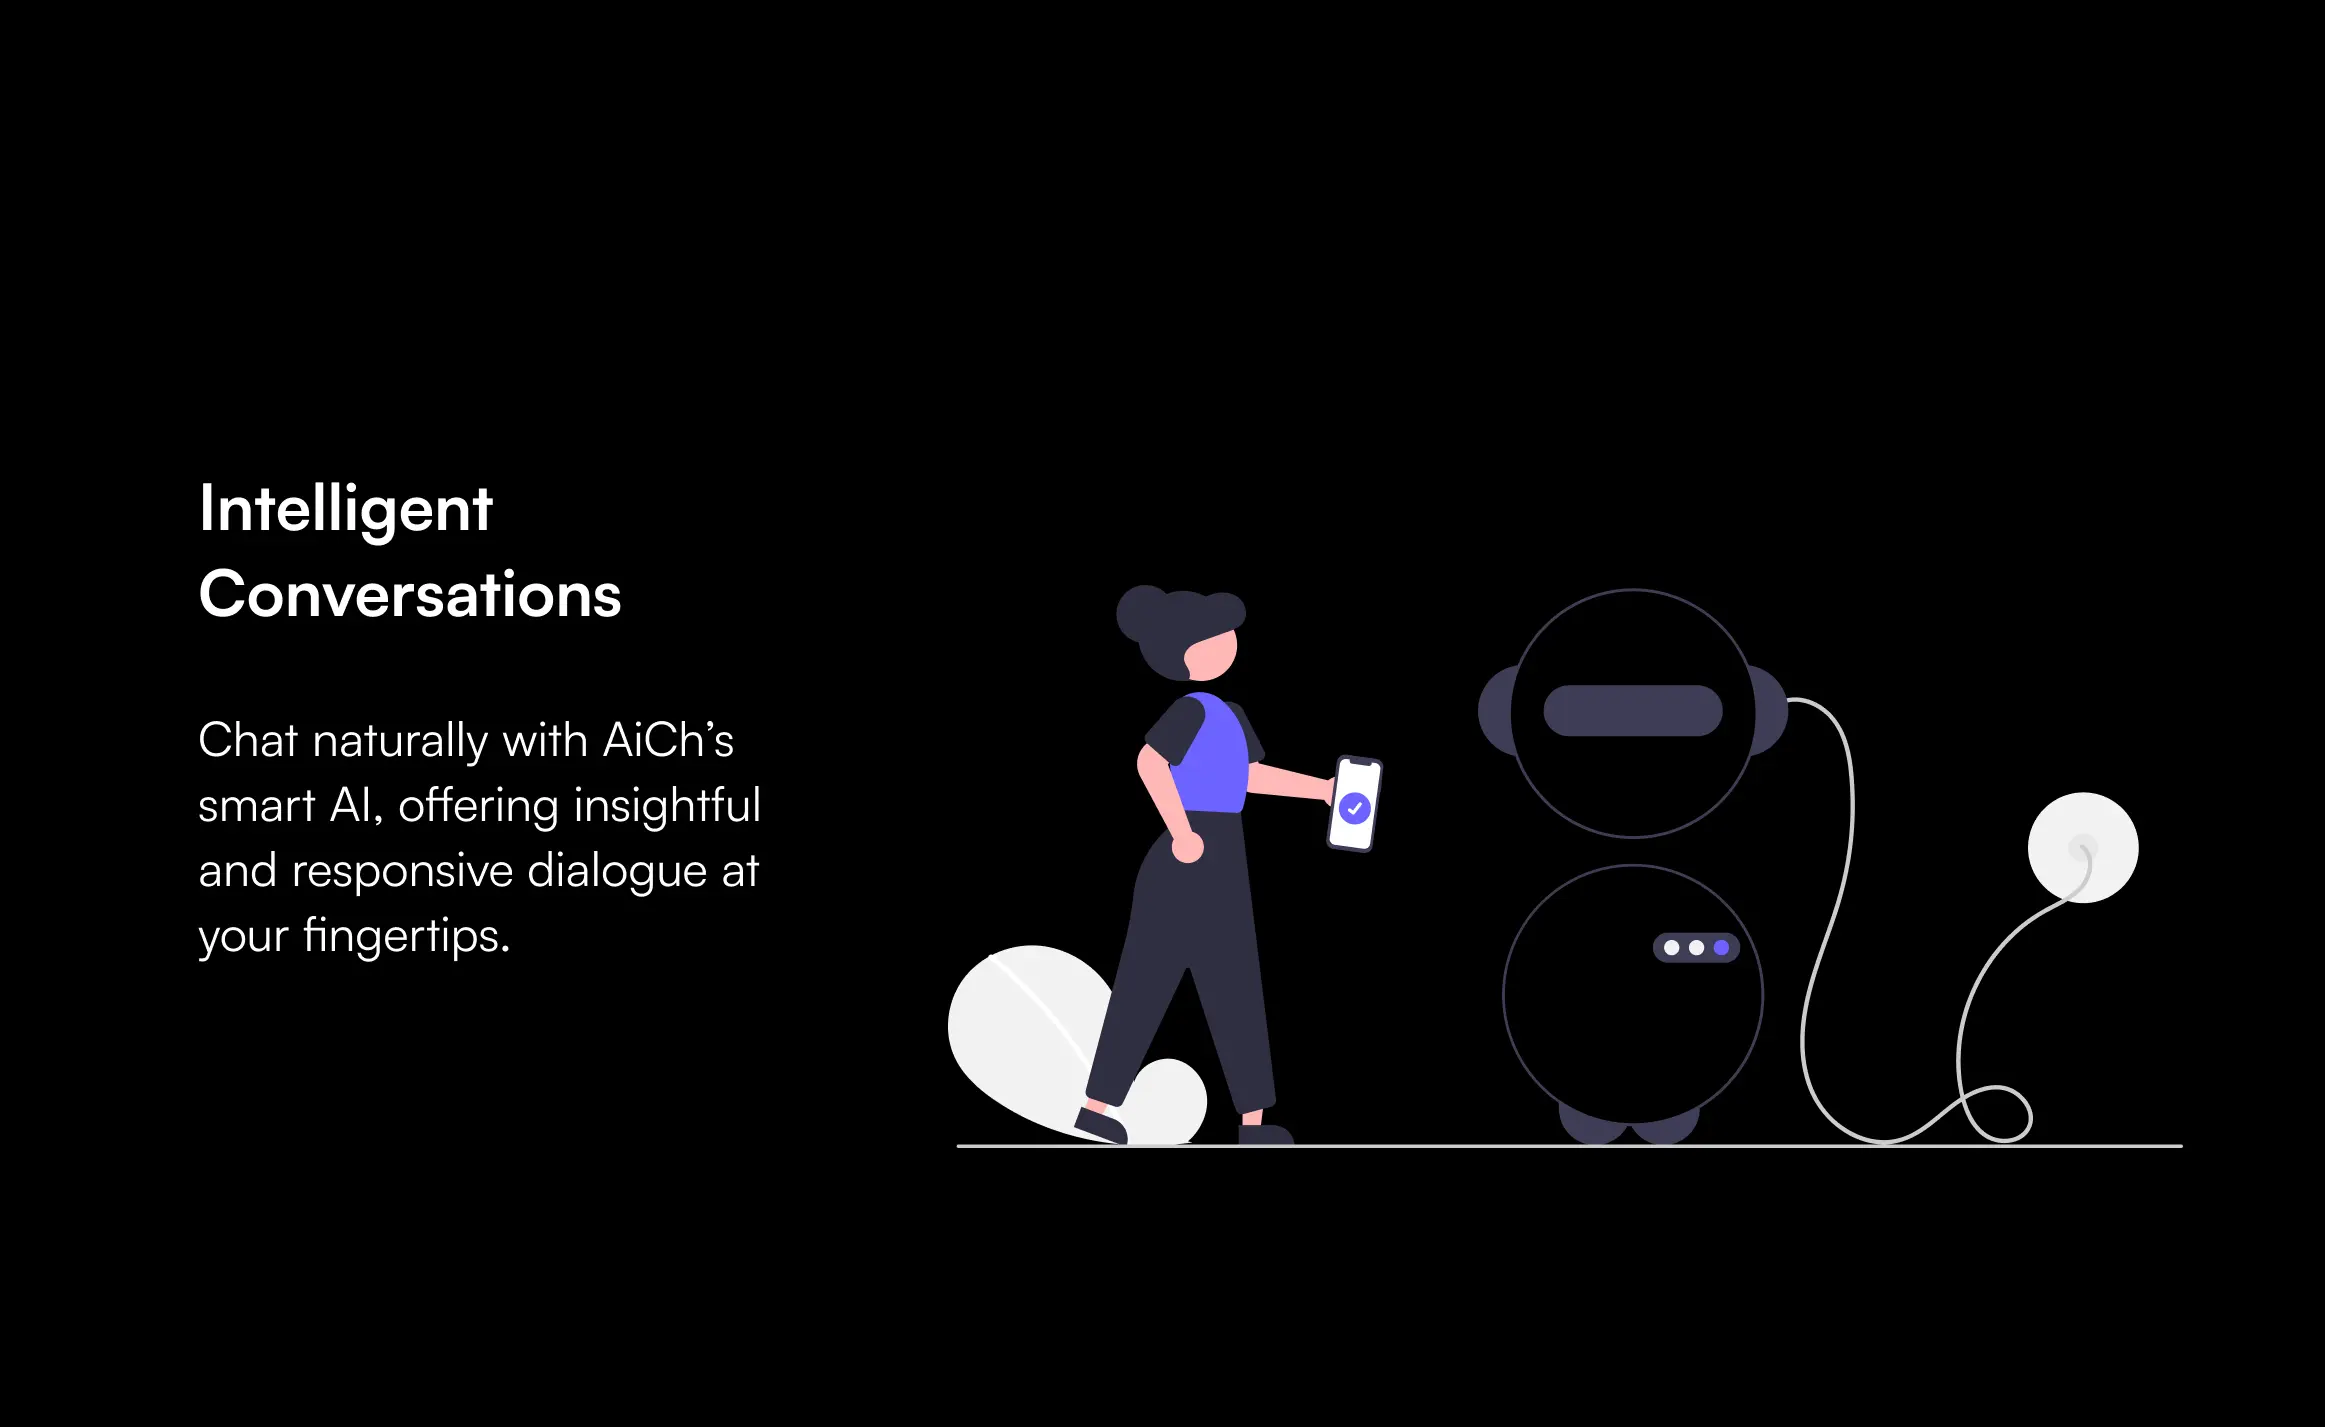 Intelligent
Conversations
Chat naturally with AiCh’s
smart AI, offering insightful
and responsive dialogue at
your fingertips.